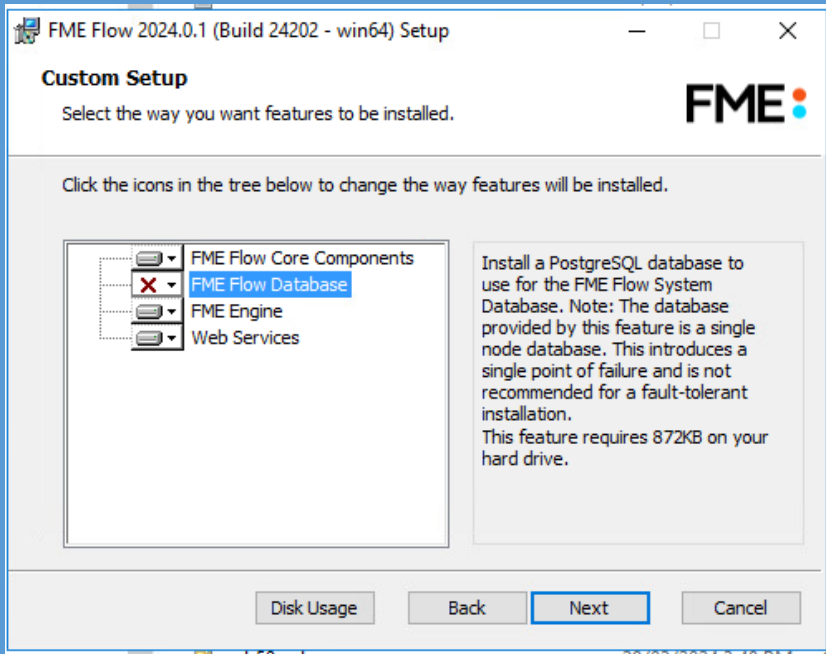 FME Flow 2024.0.1 (Build 24202 - win64) Setup
Custom Setup
Select the way you want features to be installed.
FME
Click the icons in the tree below to change the way features will be installed.
FME Flow Core Components
FME Flow Database
FME Engine
Web Services
Install a PostgreSQL database to
use for the FME Flow System
Database. Note: The database
provided by this feature is a single
node database. This introduces a
single point of failure and is not
recommended for a fault-tolerant
installation.
This feature requires 872KB on your
hard drive.
Disk Usage
Back
Next
Cancel